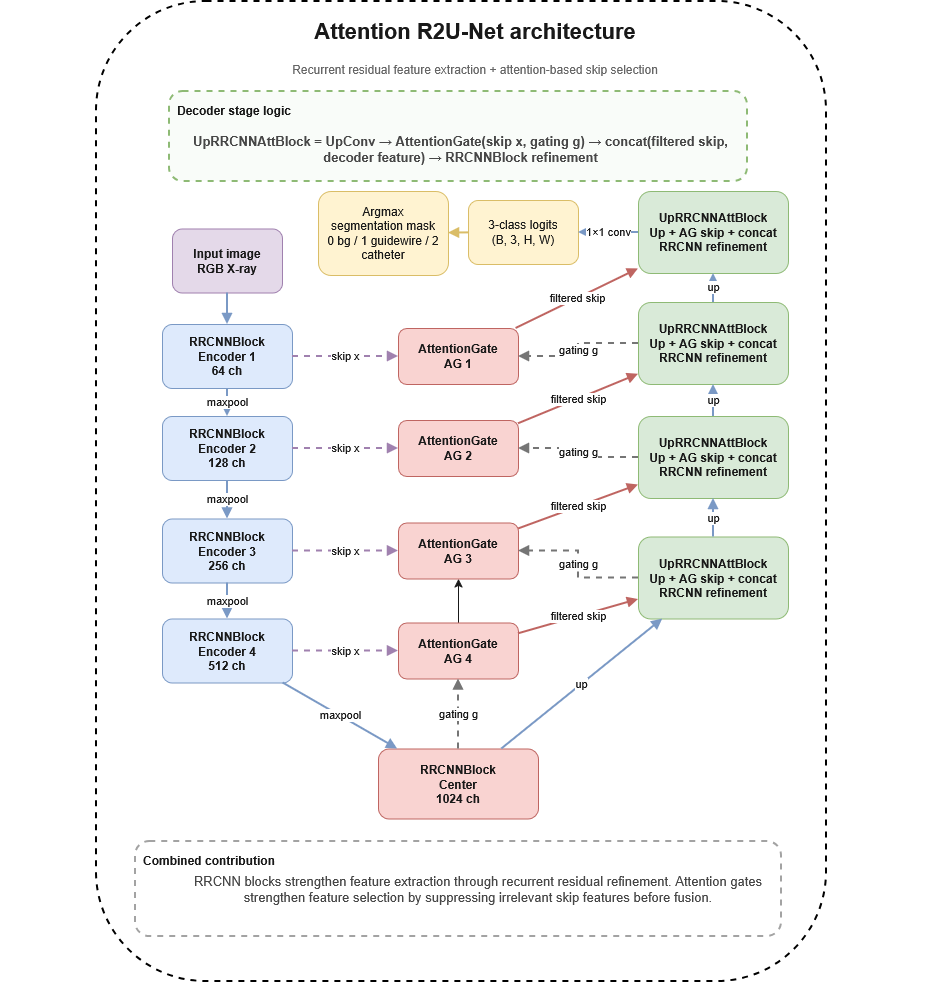 Attention R2U-Net architecture
Recurrent residual feature extraction + attention-based skip selection
Decoder stage logic
UpRRCNNAttBlock = UpConv → AttentionGate(skip x, gating g) → concat(filtered skip,
decoder feature) → RRCNNBlock refinement
Argmax
segmentation mask
0 bg / 1 guidewire / 2
catheter
3-class logits
(B, 3, H, W)
1×1 conv
UpRRCNNAttBlock
Up + AG skip + concat
RRCNN refinement
Input image
RGB X-ray
filtered skip
up
RRCNNBlock
Encoder 1
64 ch
skip x
AttentionGate
AG 1
gating g
UpRRCNNAttBlock
Up + AG skip + concat
RRCNN refinement
maxpool
filtered skip
up
RRCNNBlock
Encoder 2
128 ch
skip x
AttentionGate
AG 2
gating g
UpRRCNNAttBlock
Up + AG skip + concat
RRCNN refinement
maxpool
filtered skip
up
RRCNNBlock
Encoder 3
256 ch
skip x
AttentionGate
AG 3
gating g
UpRRCNNAttBlock
Up + AG skip + concat
RRCNN refinement
maxpool
filtered skip
RRCNNBlock
Encoder 4
512 ch
skip x
AttentionGate
AG 4
up
maxpool
gating g
RRCNNBlock
Center
1024 ch
Combined contribution
RRCNN blocks strengthen feature extraction through recurrent residual refinement. Attention gates
strengthen feature selection by suppressing irrelevant skip features before fusion.